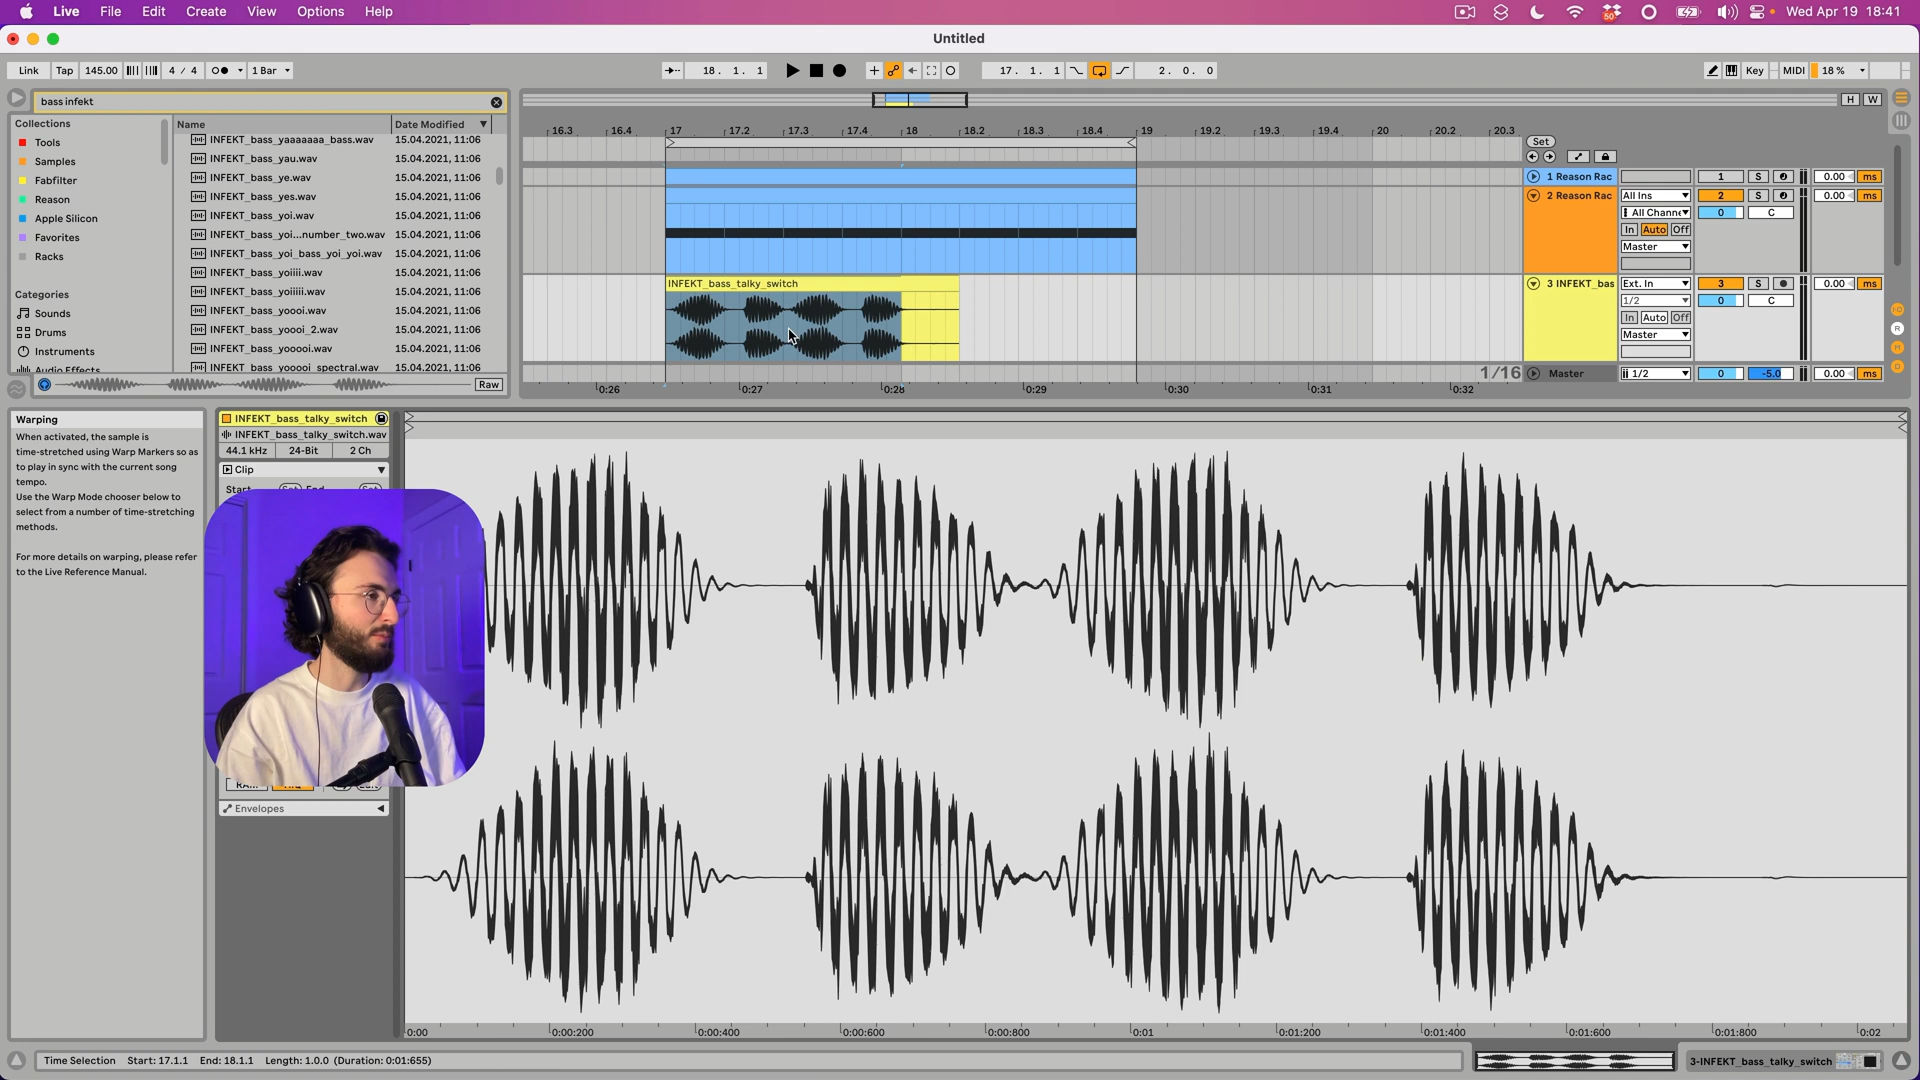 Live File Edit Create View Options Help
50
Wed Apr 19 18:41
Untitled
Link Tap 145.00 4 / 4 1 Bar
18. 1. 1
17. 1. 1
2. 0. 0
Key MIDI 18 %
bass infekt
H W
Collections
Tools
Samples
Fabfilter
Reason
Apple Silicon
Favorites
Racks
Categories
Sounds
Drums
Instruments
Audio Effects
Name Date Modified
INFEKT_bass_yaaaaaaa_bass.wav 15.04.2021, 11:06
INFEKT_bass_yau.wav 15.04.2021, 11:06
INFEKT_bass_ye.wav 15.04.2021, 11:06
INFEKT_bass_yes.wav 15.04.2021, 11:06
INFEKT_bass_yoi.wav 15.04.2021, 11:06
INFEKT_bass_yoi...number_two.wav 15.04.2021, 11:06
INFEKT_bass_yoi_bass_yoi_yoi.wav 15.04.2021, 11:06
INFEKT_bass_yoiiii.wav 15.04.2021, 11:06
INFEKT_bass_yoiiiii.wav 15.04.2021, 11:06
INFEKT_bass_yoooi.wav 15.04.2021, 11:06
INFEKT_bass_yoooi_2.wav 15.04.2021, 11:06
INFEKT_bass_yooooi.wav 15.04.2021, 11:06
INFEKT_bass_yooooi_spectral.wav 15.04.2021, 11:06
Raw
16.3 16.4 17 17.2 17.3 17.4 18 18.2 18.3 18.4 19 19.2 19.3 19.4 20 20.2 20.3
Set
1 Reason Rac 1 S 0.00 ms
2 Reason Rac All Ins 2 S 0.00 ms
All Channe 0 C
In Auto Off
Master
INFEKT_bass_talky_switch
3 INFEKT_bas Ext. In 3 S 0.00 ms
1/2 0 C
In Auto Off
Master
1/16
Master 1/2 0 -5.0 0.00 ms
0:26 0:27 0:28 0:29 0:30 0:31 0:32
R
Warping
When activated, the sample is
time-stretched using Warp Markers so as
to play in sync with the current song
tempo.
Use the Warp Mode chooser below to
select from a number of time-stretching
methods.
For more details on warping, please refer
to the Live Reference Manual.
INFEKT_bass_talky_switch
INFEKT_bass_talky_switch.wav
44.1 kHz 24-Bit 2 Ch
Clip
Start Set End Set
Envelopes
0:00 0:00:200 0:00:400 0:00:600 0:00:800 0:01 0:01:200 0:01:400 0:01:600 0:01:800 0:02
Time Selection Start: 17.1.1 End: 18.1.1 Length: 1.0.0 (Duration: 0:01:655)
3-INFEKT_bass_talky_switch